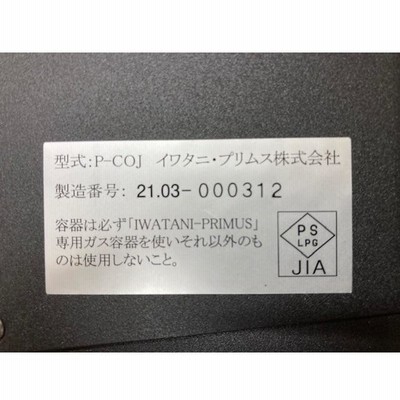 型式:P-COJ イワタニ・プリムス株式会社
製造番号: 21.03-000312
容器は必ず「IWATANI-PRIMUS」
専用ガス容器を使いそれ以外のも
のは使用しないこと。
PS
LPG
JIA